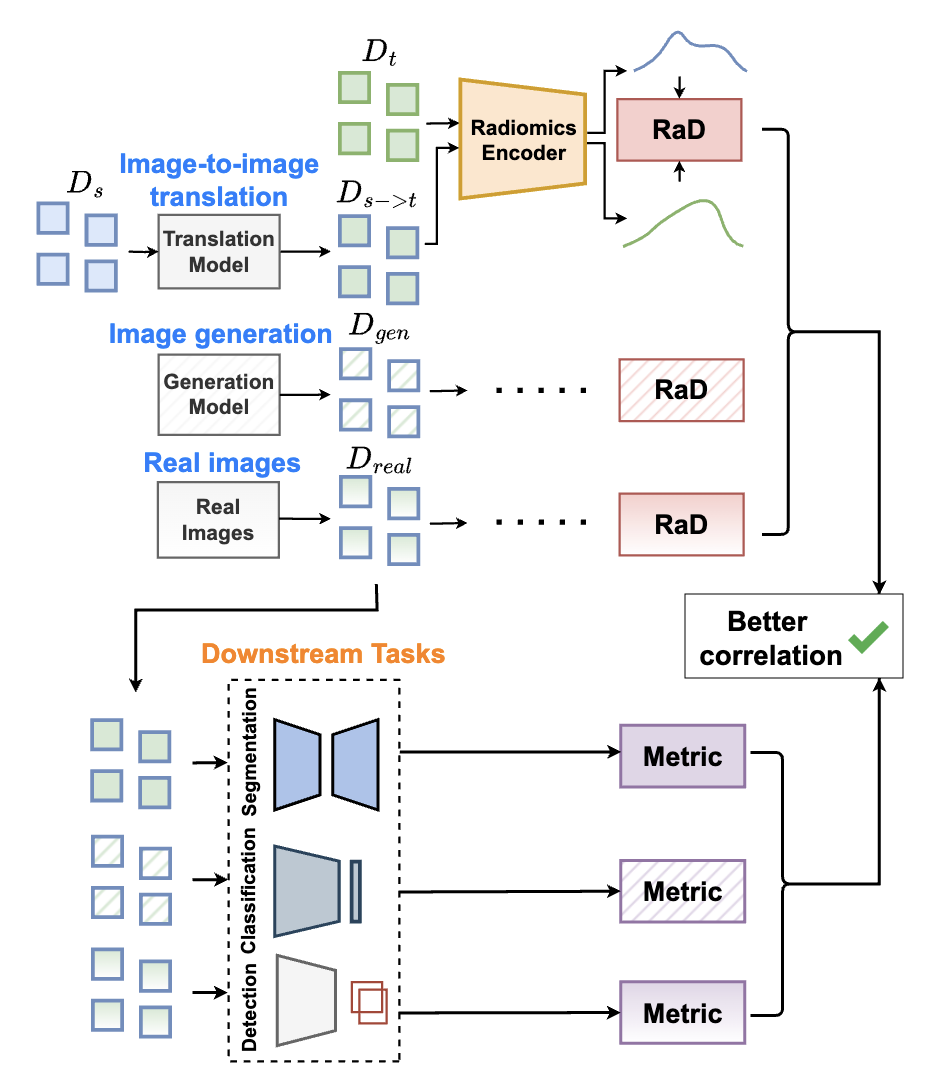 D_t
Radiomics
Encoder
RaD
Image-to-image
translation
D_s
D_{s->t}
Translation
Model
Image generation
D_{gen}
Generation
Model
. . . . .
RaD
Real images
D_{real}
Real
Images
. . . . .
RaD
Better
correlation
Downstream Tasks
Segmentation
Metric
Classification
Metric
Detection
Metric